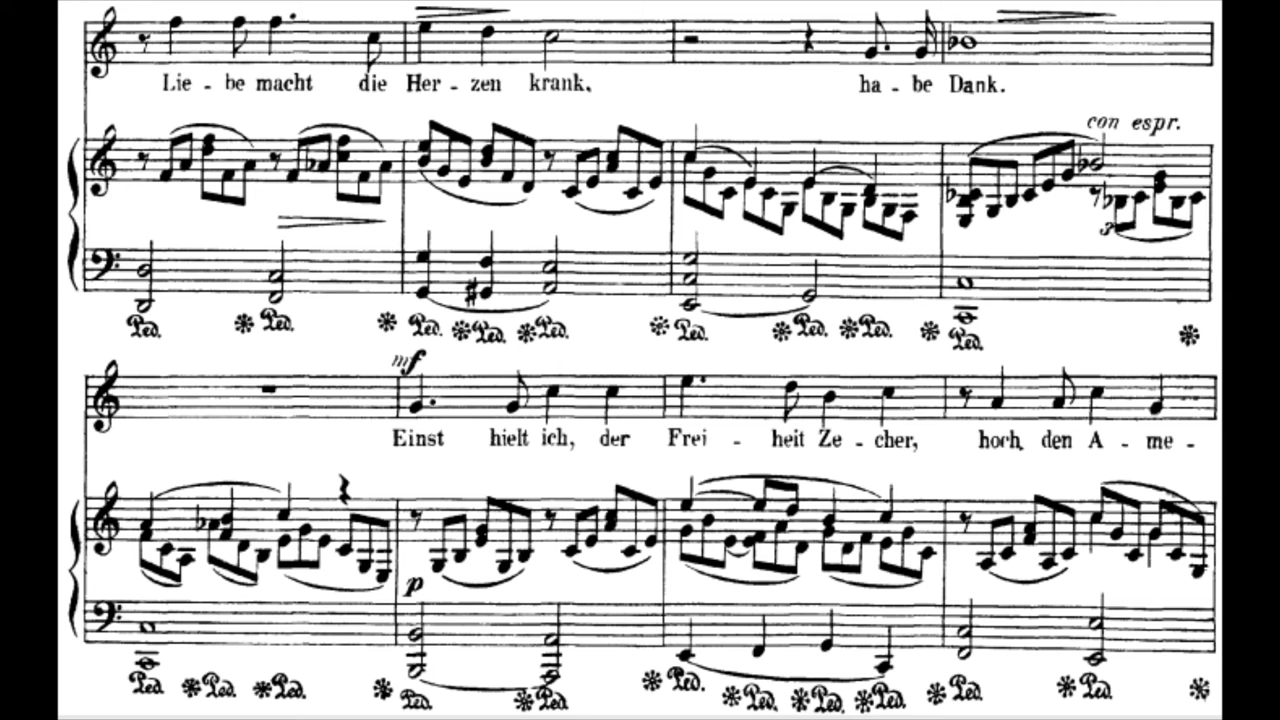 Lie - be macht die Her - zen krank, ha - be Dank.
con espr.
3
Ped. Ped. Ped. Ped. Ped. Ped. Ped. Ped. Ped.
mf
Einst hielt ich, der Frei - heit Ze - cher, hoch den A - me -
p
Ped. Ped. Ped. Ped. Ped. Ped. Ped. Ped. Ped. Ped. Ped.